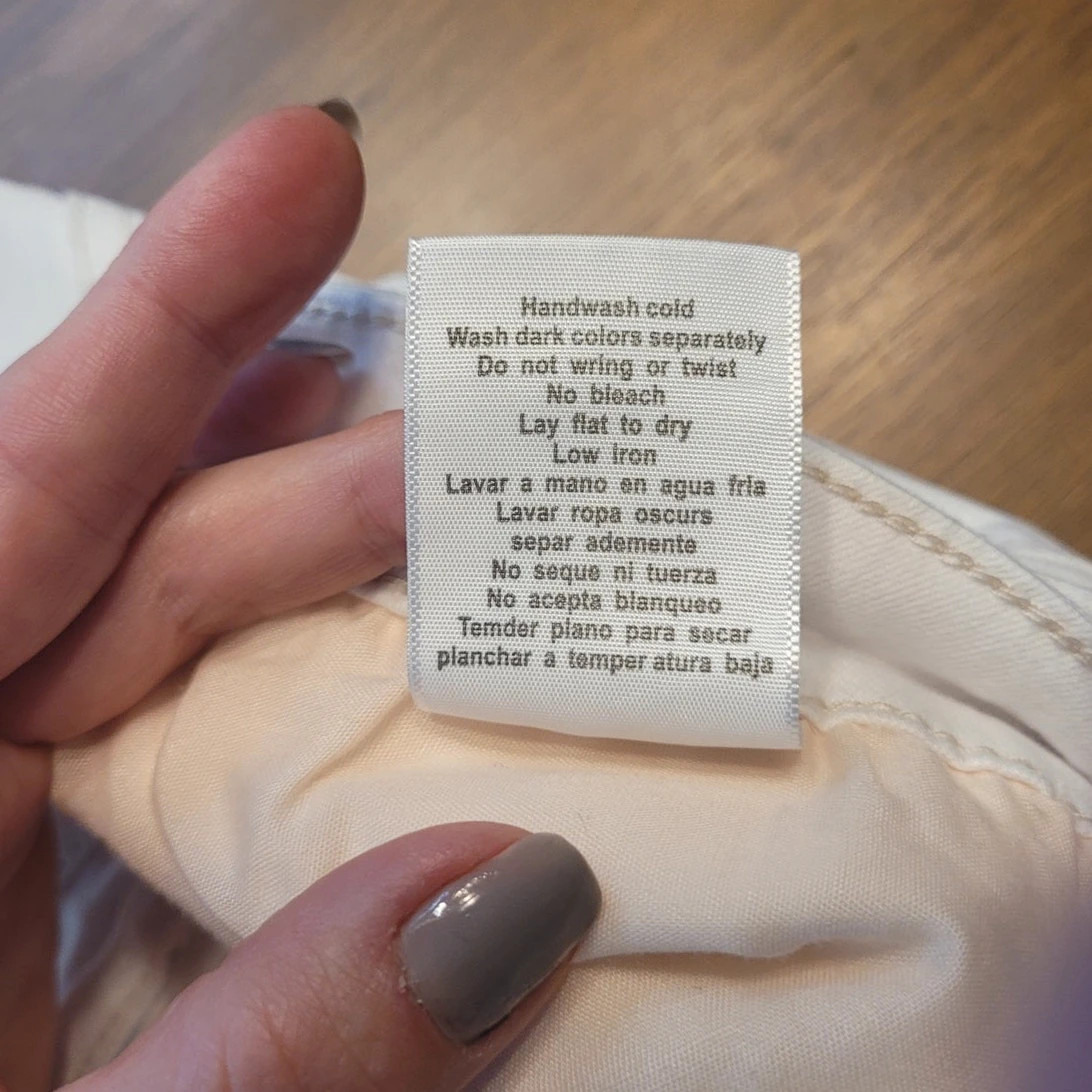 Handwash cold
Wash dark colors separately
Do not wring or twist
No bleach
Lay flat to dry
Low Iron
Lavar a mano en agua fria
Lavar ropa oscurs
separ ademente
No seque ni tuerza
No acepta blanqueo
Temder plano para secar
planchar a temper atura baja